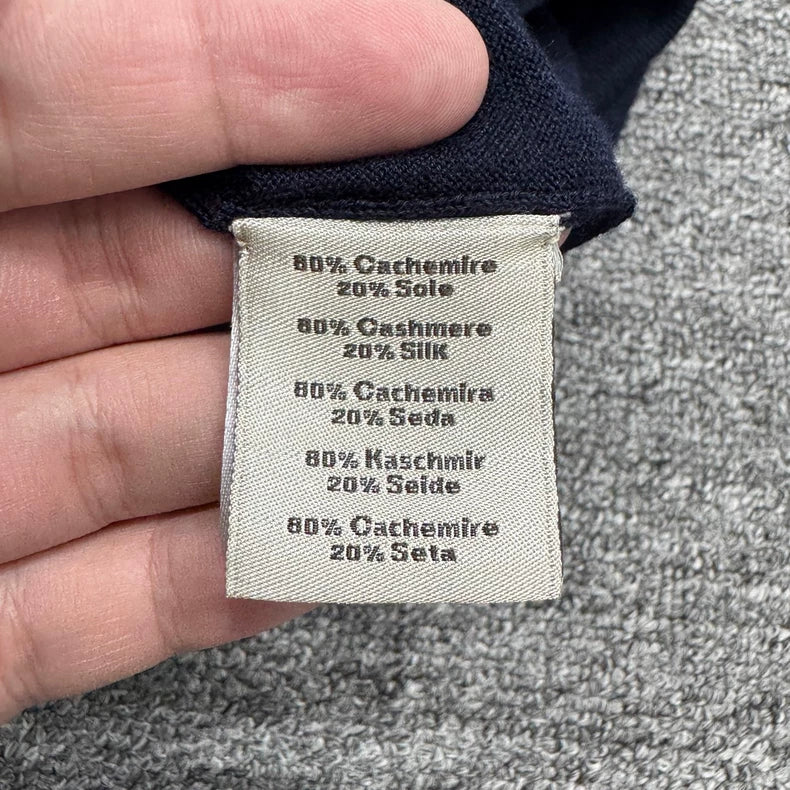 80% Cachemire
20% Soie
80% Cashmere
20% Silk
80% Cachemira
20% Seda
80% Kaschmir
20% Seide
80% Cachemire
20% Seta